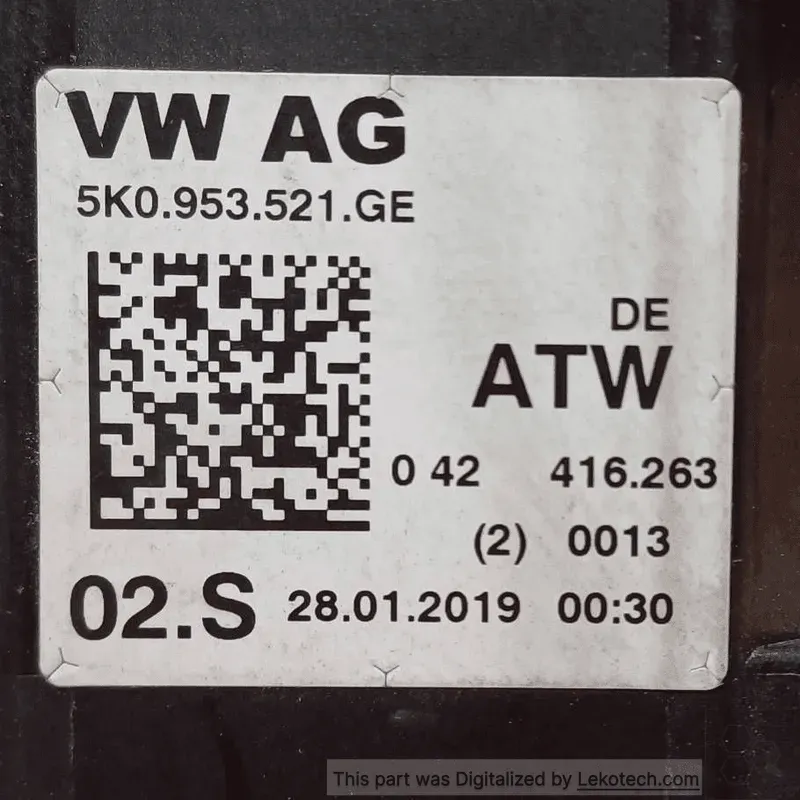 VW AG
5K0.953.521.GE
DE
ATW
0 42 416.263
(2) 0013
02.S 28.01.2019 00:30
This part was Digitalized by Lekotech.com